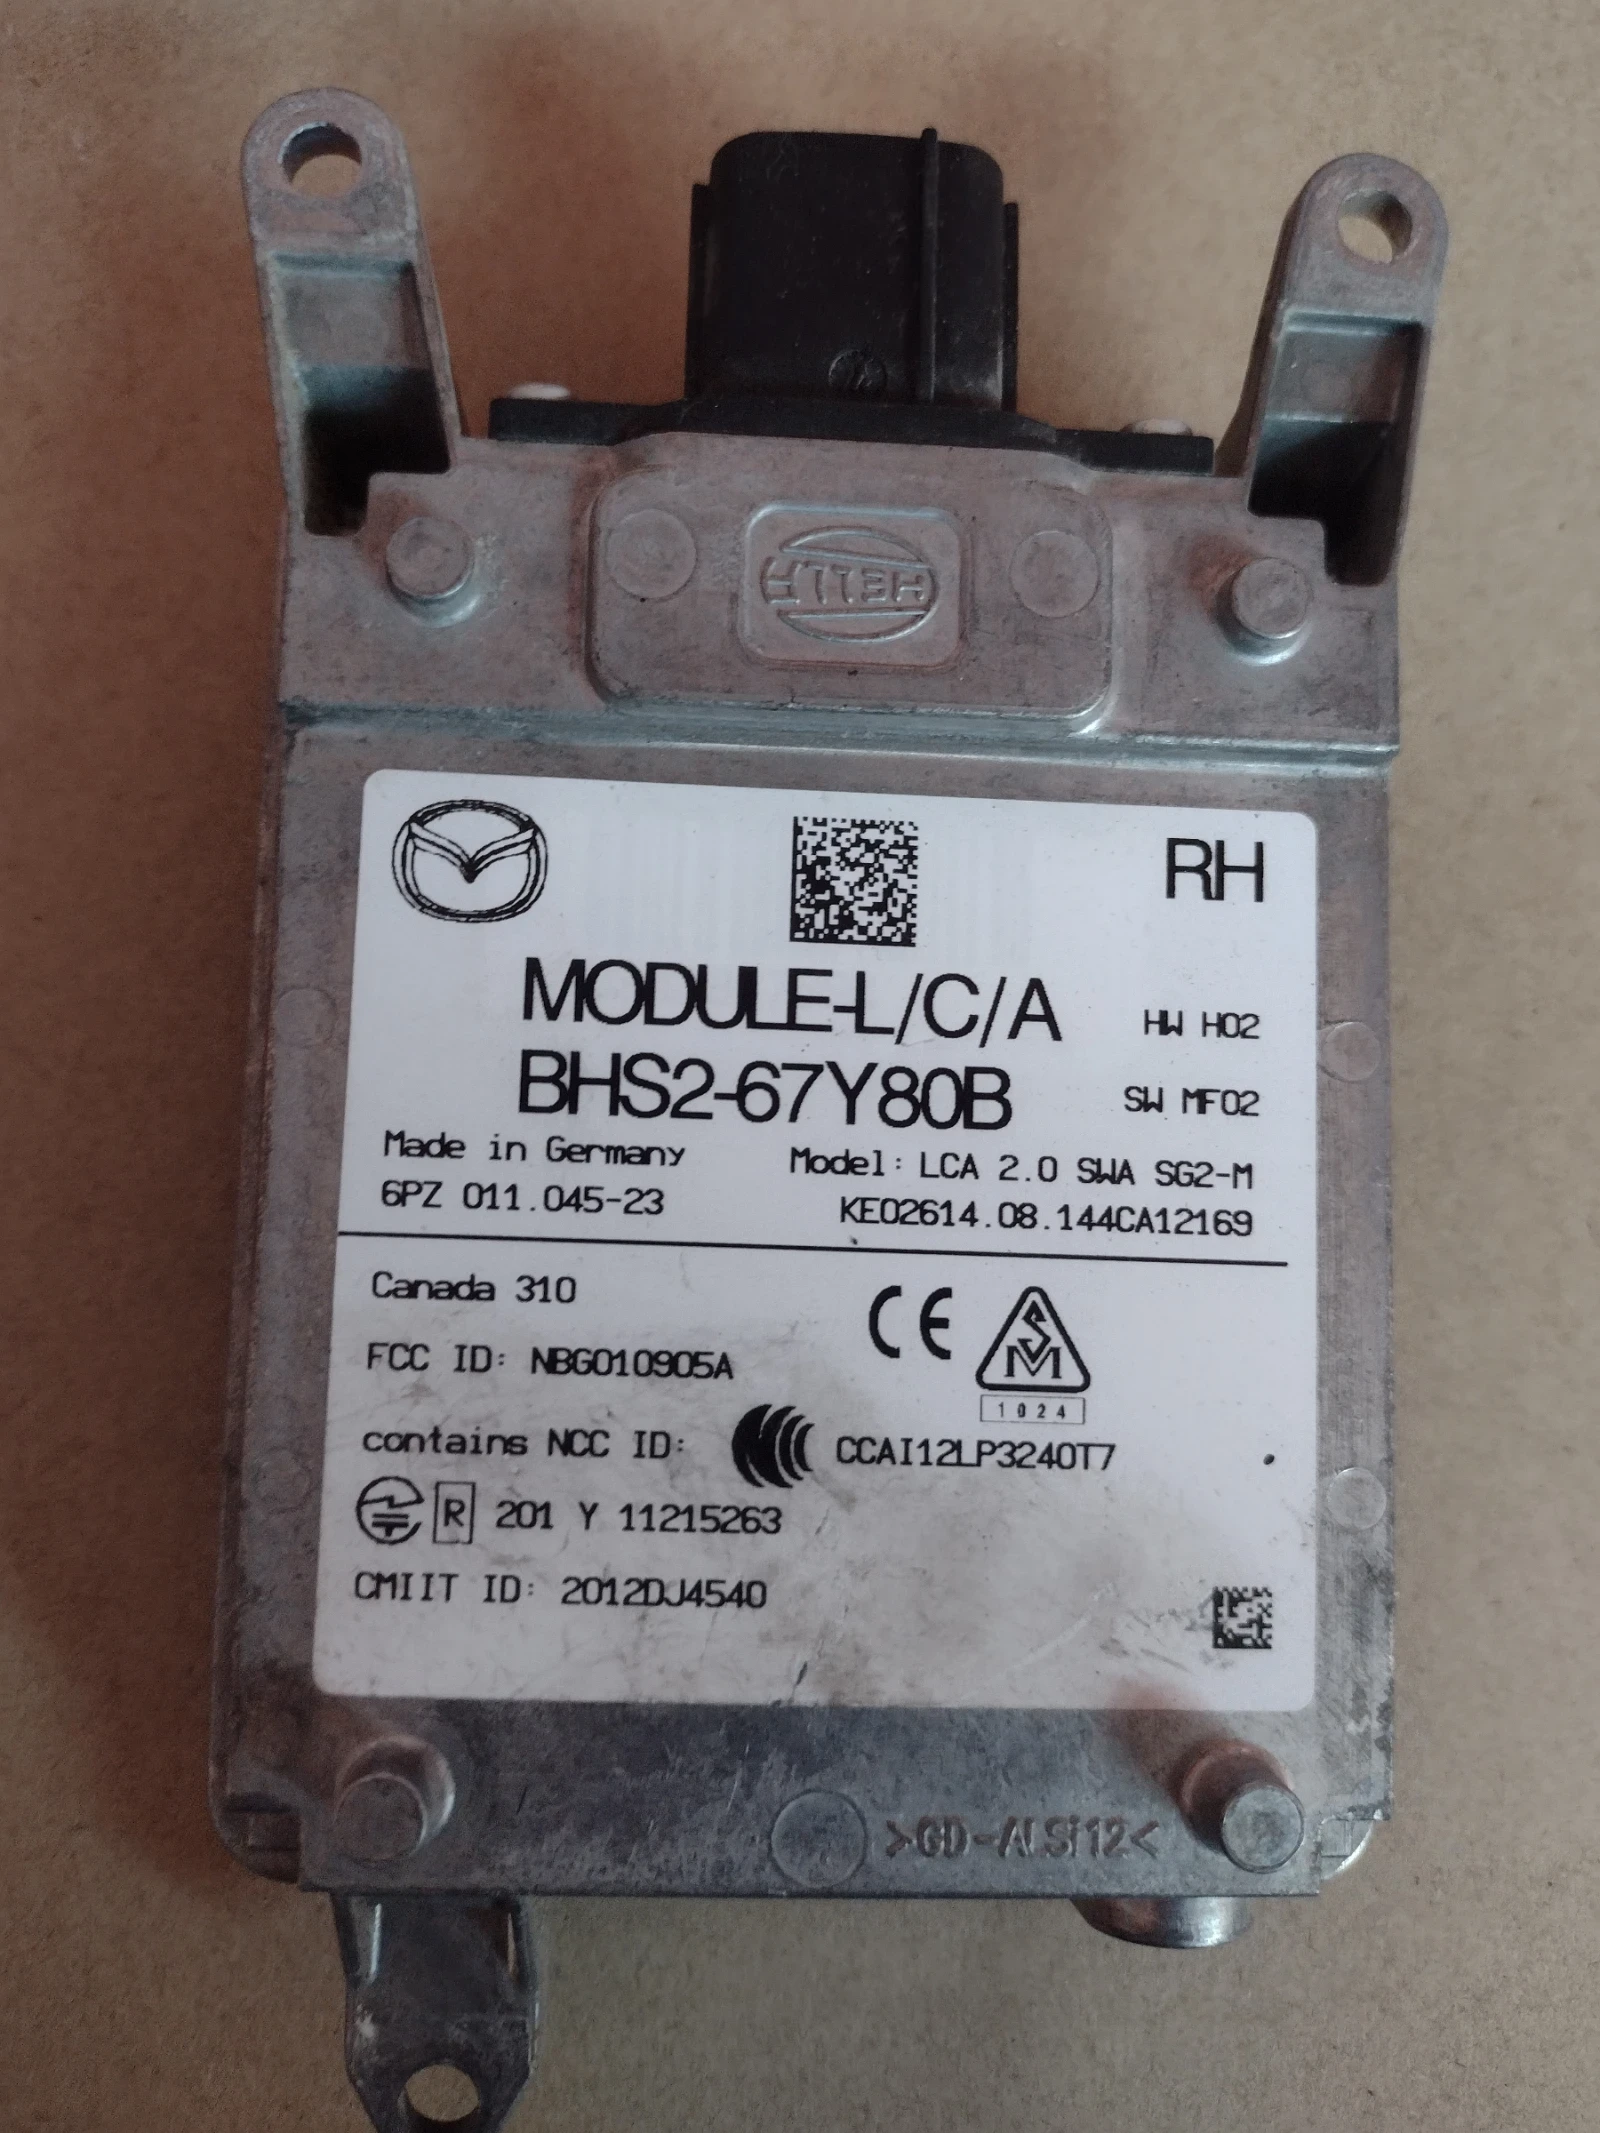 HELLA
RH
MODULE-L/C/A
HW H02
BHS2-67Y80B
SW MF02
Made in Germany
Model: LCA 2.0 SWA SG2-M
6PZ 011.045-23
KE02614.08.144CA12169
Canada 310
CE
SM
1024
FCC ID: NBG010905A
contains NCC ID: CCAI12LP3240T7
R 201 Y 11215263
CMIIT ID: 2012DJ4540
>GD-ALSi12<